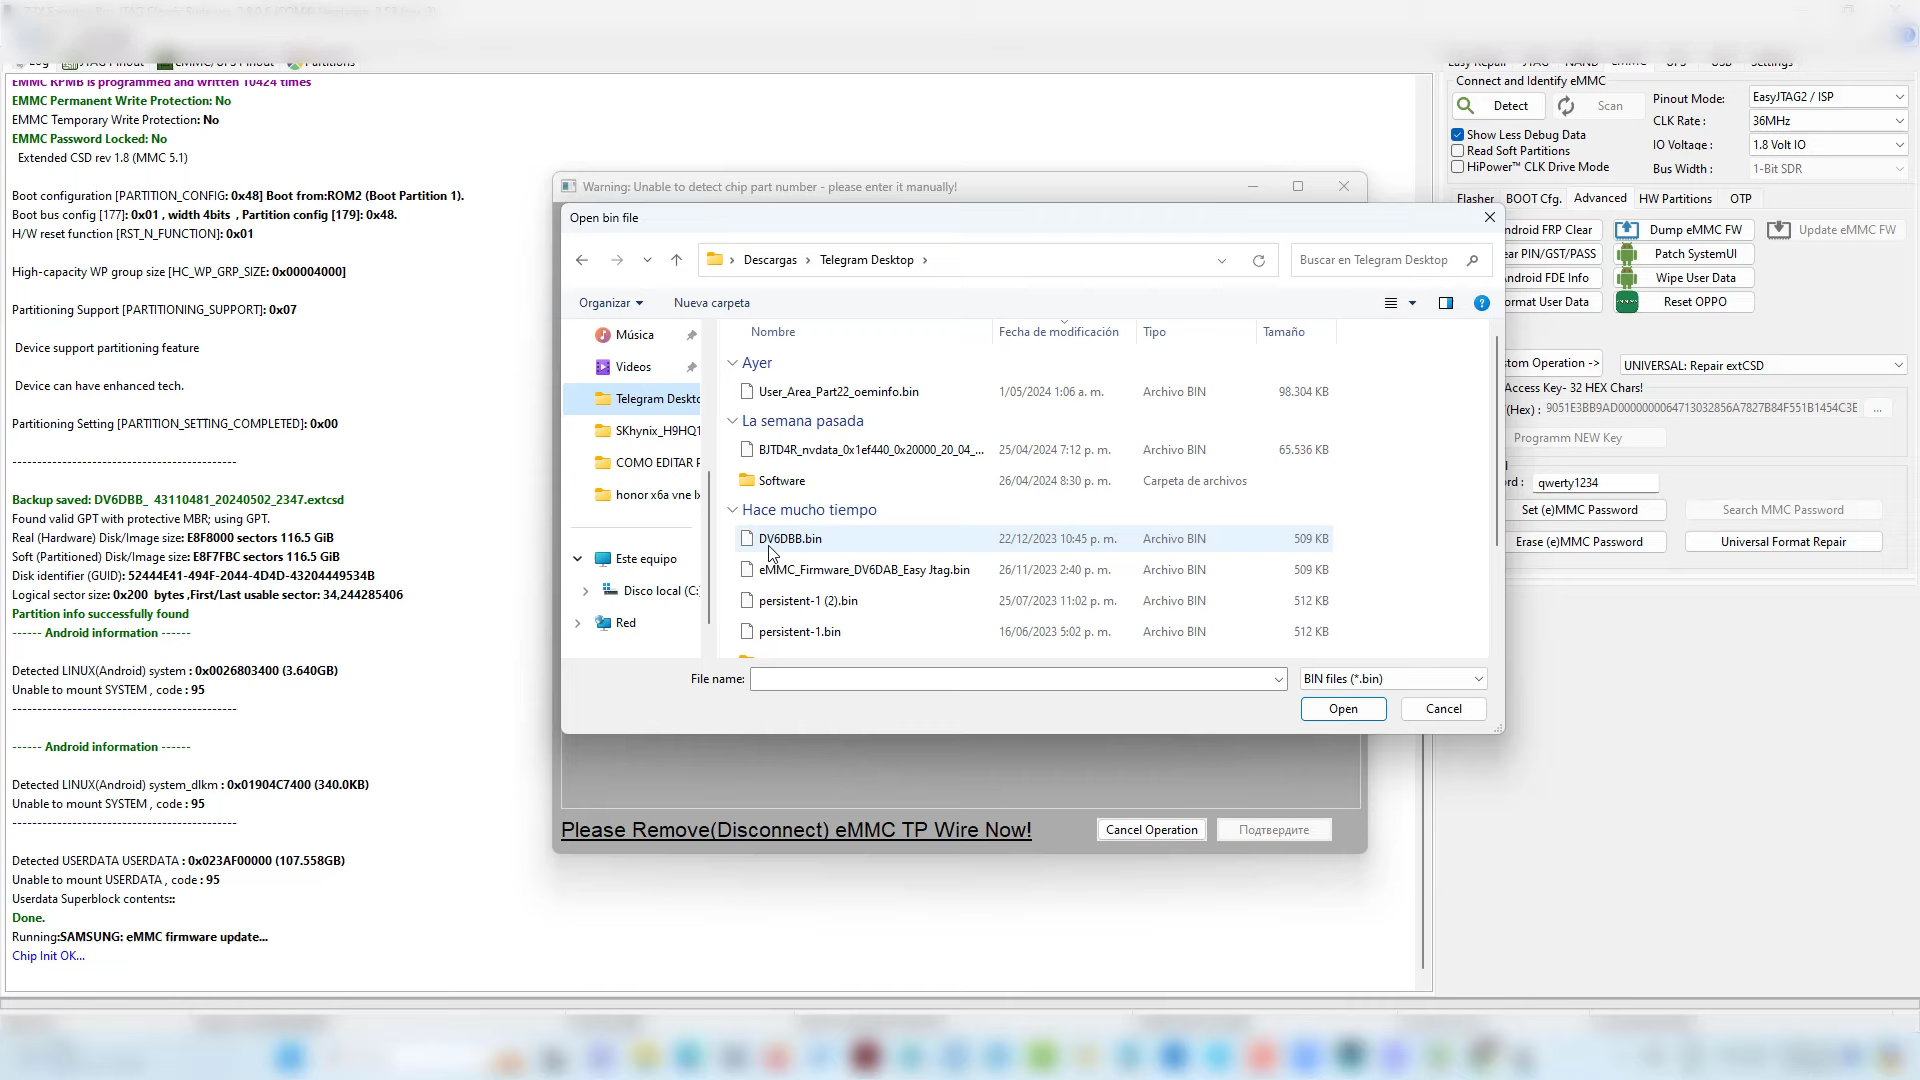 Log
JTAG Pinout
Partitions
EMMC RPMB is programmed and written 10424 times
EMMC Permanent Write Protection: No
EMMC Temporary Write Protection: No
EMMC Password Locked: No
Extended CSD rev 1.8 (MMC 5.1)
Boot configuration [PARTITION_CONFIG: 0x48] Boot from:ROM2 (Boot Partition 1).
Boot bus config [177]: 0x01 , width 4bits , Partition config [179]: 0x48.
H/W reset function [RST_N_FUNCTION]: 0x01
High-capacity WP group size [HC_WP_GRP_SIZE: 0x00004000]
Partitioning Support [PARTITIONING_SUPPORT]: 0x07
Device support partitioning feature
Device can have enhanced tech.
Partitioning Setting [PARTITION_SETTING_COMPLETED]: 0x00
---------------------------------------------
Backup saved: DV6DBB_ 43110481_20240502_2347.extcsd
Found valid GPT with protective MBR; using GPT.
Real (Hardware) Disk/Image size: E8F8000 sectors 116.5 GiB
Soft (Partitioned) Disk/Image size: E8F7FBC sectors 116.5 GiB
Disk identifier (GUID): 52444E41-494F-2044-4D4D-43204449534B
Logical sector size: 0x200 bytes ,First/Last usable sector: 34,244285406
Partition info successfully found
------ Android information ------
Detected LINUX(Android) system : 0x0026803400 (3.640GB)
Unable to mount SYSTEM , code : 95
---------------------------------------------
------ Android information ------
Detected LINUX(Android) system_dlkm : 0x01904C7400 (340.0KB)
Unable to mount SYSTEM , code : 95
---------------------------------------------
Detected USERDATA USERDATA : 0x023AF00000 (107.558GB)
Unable to mount USERDATA , code : 95
Userdata Superblock contents::
Done.
Running:SAMSUNG: eMMC firmware update...
Chip Init OK...
Warning: Unable to detect chip part number - please enter it manually!
Open bin file
Descargas > Telegram Desktop >
Buscar en Telegram Desktop
Organizar
Nueva carpeta
Música
Videos
Telegram Deskto
SKhynix_H9HQ1
COMO EDITAR
honor x6a vne lx
Este equipo
Disco local (C:
Red
Nombre
Fecha de modificación
Tipo
Tamaño
Ayer
User_Area_Part22_oeminfo.bin 1/05/2024 1:06 a. m. Archivo BIN 98.304 KB
La semana pasada
BJTD4R_nvdata_0x1ef440_0x20000_20_04_... 25/04/2024 7:12 p. m. Archivo BIN 65.536 KB
Software 26/04/2024 8:30 p. m. Carpeta de archivos
Hace mucho tiempo
DV6DBB.bin 22/12/2023 10:45 p. m. Archivo BIN 509 KB
eMMC_Firmware_DV6DAB_Easy Jtag.bin 26/11/2023 2:40 p. m. Archivo BIN 509 KB
persistent-1 (2).bin 25/07/2023 11:02 p. m. Archivo BIN 512 KB
persistent-1.bin 16/06/2023 5:02 p. m. Archivo BIN 512 KB
File name:
BIN files (*.bin)
Open
Cancel
Please Remove(Disconnect) eMMC TP Wire Now!
Cancel Operation
Подтвердите
Easy Repair
JTAG
NAND
eMMC
UFS
USB
Settings
Connect and Identify eMMC
Detect
Scan
Pinout Mode: EasyJTAG2 / ISP
CLK Rate : 36MHz
Show Less Debug Data
IO Voltage : 1.8 Volt IO
Read Soft Partitions
HiPower™ CLK Drive Mode
Bus Width : 1-Bit SDR
Flasher
BOOT Cfg.
Advanced
HW Partitions
OTP
ndroid FRP Clear
Dump eMMC FW
Update eMMC FW
ar PIN/GST/PASS
Patch SystemUI
ndroid FDE Info
Wipe User Data
ormat User Data
Reset OPPO
tom Operation ->
UNIVERSAL: Repair extCSD
Access Key- 32 HEX Chars!
(Hex) : 9051E3BB9AD0000000064713032856A7827B84F551B1454C3E
...
Programm NEW Key
rd : qwerty1234
Set (e)MMC Password
Search MMC Password
Erase (e)MMC Password
Universal Format Repair